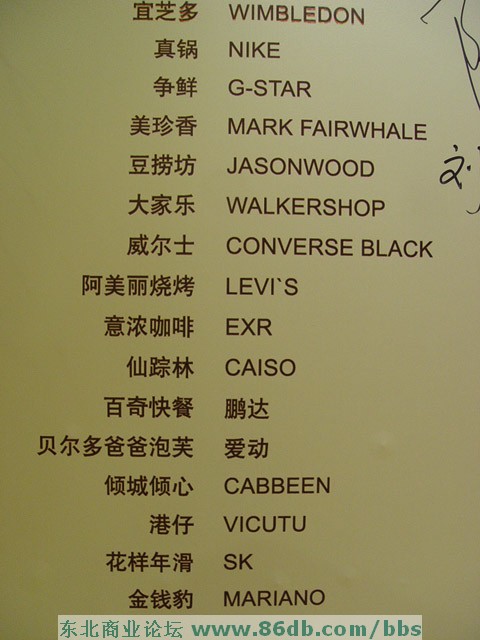 宜芝多 WIMBLEDON
真锅 NIKE
争鲜 G-STAR
美珍香 MARK FAIRWHALE
豆捞坊 JASONWOOD
大家乐 WALKERSHOP
威尔士 CONVERSE BLACK
阿美丽烧烤 LEVI`S
意浓咖啡 EXR
仙踪林 CAISO
百奇快餐 鹏达
贝尔多爸爸泡芙 爱动
倾城倾心 CABBEEN
港仔 VICUTU
花样年滑 SK
金钱豹 MARIANO
东北商业论坛 www.86db.com/bbs